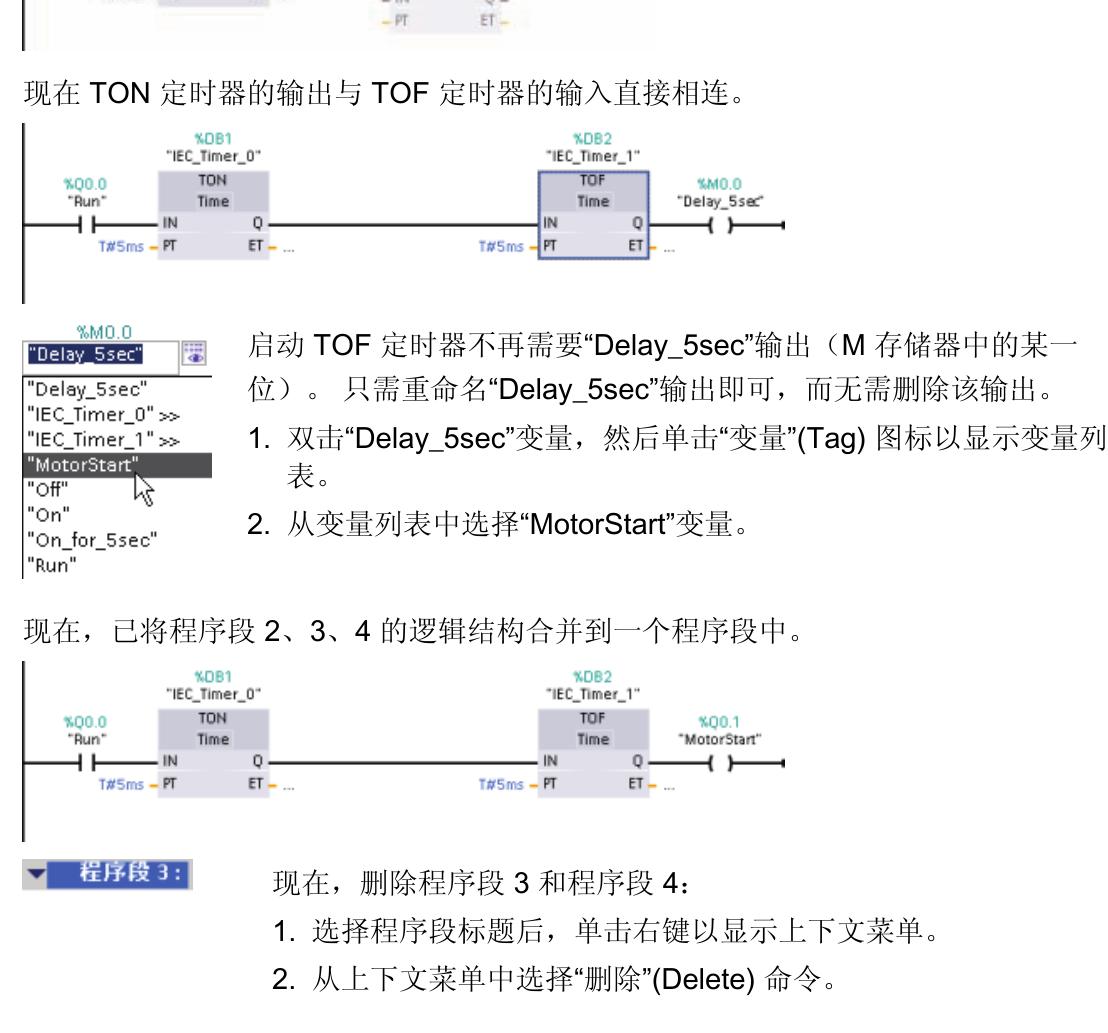 PT ET
现在 TON 定时器的输出与 TOF 定时器的输入直接相连。
%DB1 %DB2
"IEC_Timer_0" "IEC_Timer_1"
%Q0.0 TON TOF %M0.0
"Run" Time Time "Delay_5sec"
IN Q IN Q
T#5ms PT ET ... T#5ms PT ET ...
%M0.0
"Delay_5sec"
"Delay_5sec"
"IEC_Timer_0" >>
"IEC_Timer_1" >>
"MotorStart"
"Off"
"On"
"On_for_5sec"
"Run"
启动 TOF 定时器不再需要“Delay_5sec”输出（M 存储器中的某一
位）。 只需重命名“Delay_5sec”输出即可，而无需删除该输出。
1. 双击“Delay_5sec”变量，然后单击“变量”(Tag) 图标以显示变量列
表。
2. 从变量列表中选择“MotorStart”变量。
现在，已将程序段 2、3、4 的逻辑结构合并到一个程序段中。
%DB1 %DB2
"IEC_Timer_0" "IEC_Timer_1"
%Q0.0 TON TOF %Q0.1
"Run" Time Time "MotorStart"
IN Q IN Q
T#5ms PT ET ... T#5ms PT ET ...
程序段 3：
现在，删除程序段 3 和程序段 4：
1. 选择程序段标题后，单击右键以显示上下文菜单。
2. 从上下文菜单中选择“删除”(Delete) 命令。